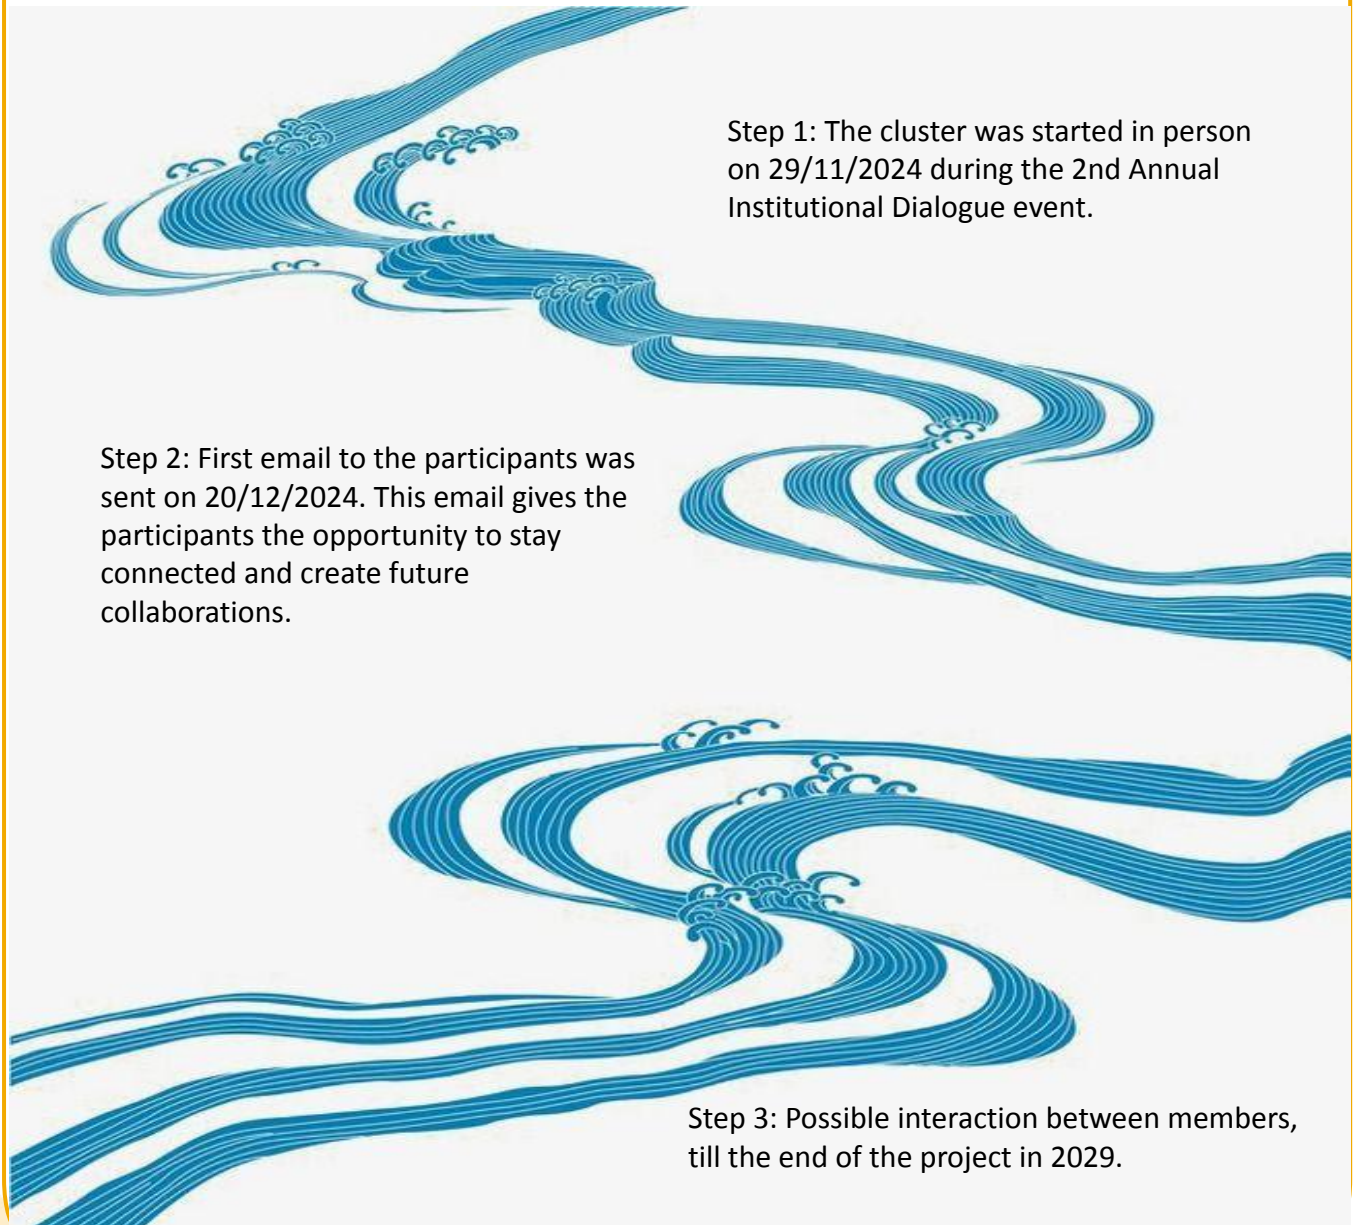 Step 1: The cluster was started in person
on 29/11/2024 during the 2nd Annual
Institutional Dialogue event.
Step 2: First email to the participants was
sent on 20/12/2024. This email gives the
participants the opportunity to stay
connected and create future
collaborations.
Step 3: Possible interaction between members,
till the end of the project in 2029.